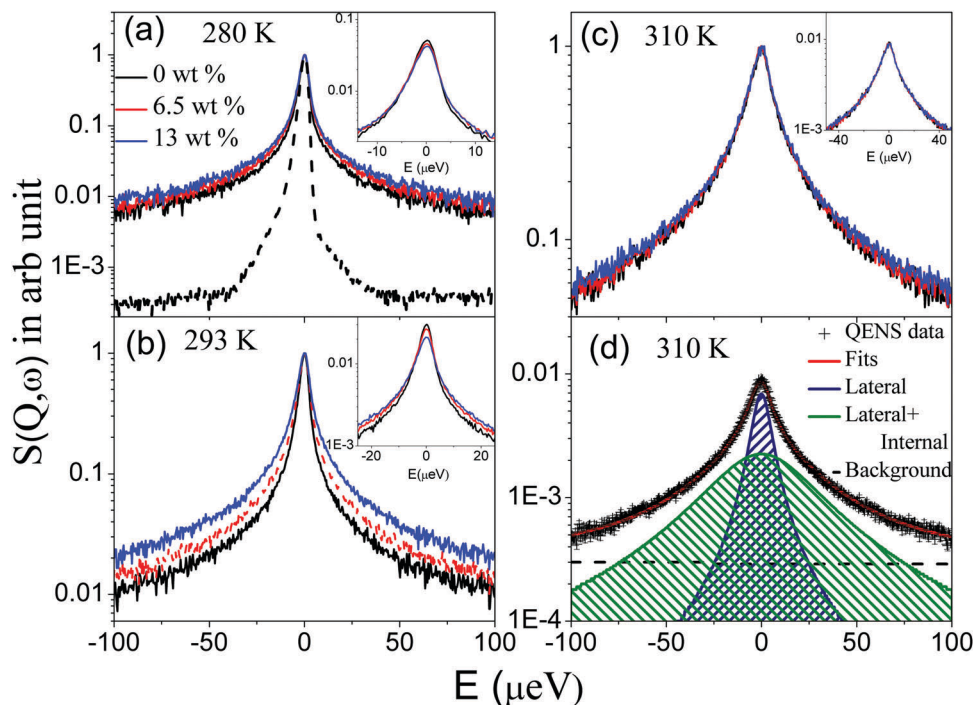 S(Q,ω) in arb unit
(a) 280 K
0 wt %
6.5 wt %
13 wt %
1
0.1
0.01
1E-3
-100 -50 0 50 100
0.1
0.01
-10 0 10
E (μeV)
(b) 293 K
1
0.1
0.01
-100 -50 0 50 100
0.01
1E-3
-20 0 20
E(μeV)
(c) 310 K
1
0.1
1E-3
-40 0 40
E (μeV)
(d) 310 K
QENS data
Fits
Lateral
Lateral+
Internal
Background
0.01
1E-3
1E-4
-100 -50 0 50 100
E (μeV)